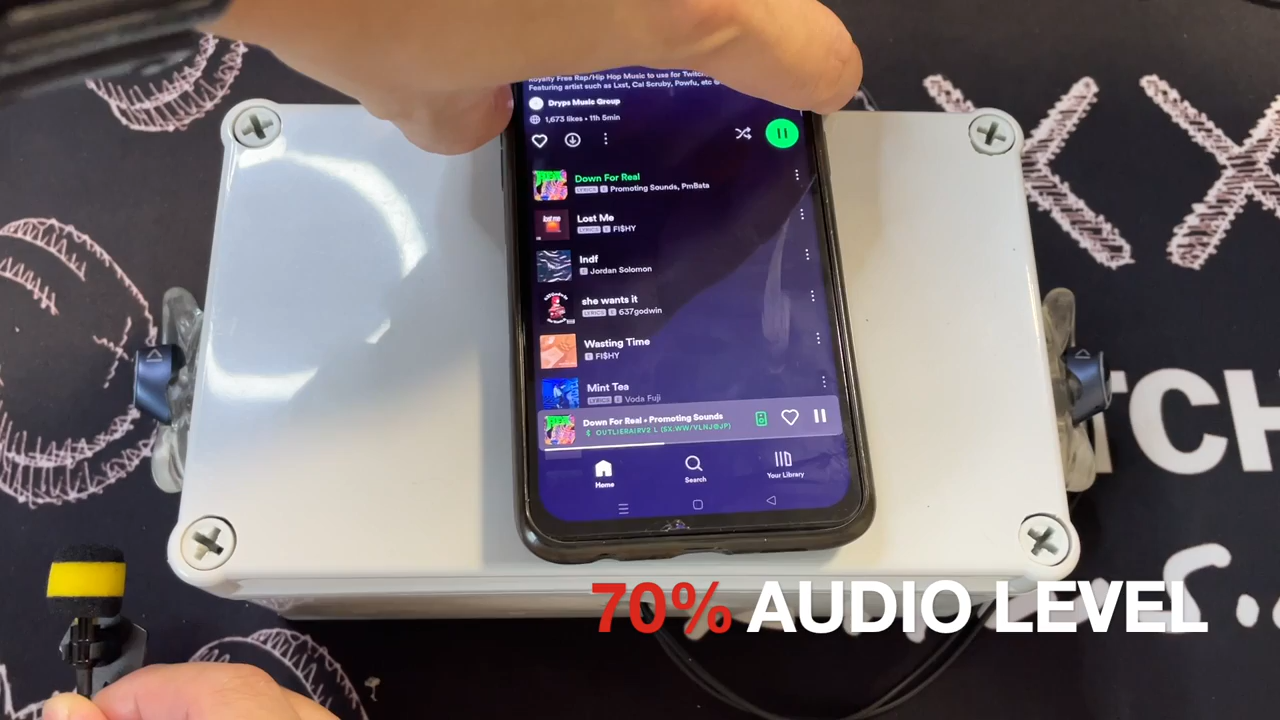 Royalty Free Rap/Hip Hop Music to use for Twitch,
Featuring artist such as Lxst, Cal Scruby, Powfu, etc
Dryps Music Group
1,673 likes • 11h 5min
Down For Real
LYRICS E Promoting Sounds, PmBata
Lost Me
LYRICS E FI$HY
Indf
E Jordan Solomon
she wants it
LYRICS E 637godwin
Wasting Time
E FI$HY
Mint Tea
LYRICS E Voda Fuji
Down For Real • Promoting Sounds
OUTLIERAIRV2 L
Home
Search
Your Library
70% AUDIO LEVEL
TCH